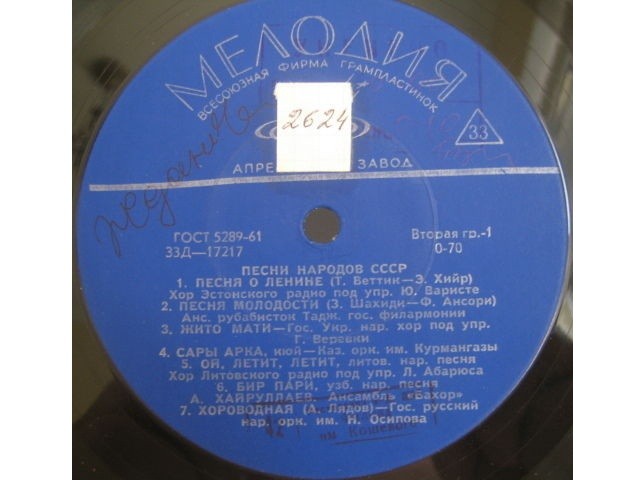 МЕЛОДИЯ
ВСЕСОЮЗНАЯ ФИРМА ГРАМПЛАСТИНОК
2624
33
АПРЕ ЗАВОД
ГОСТ 5289-61
33Д—17217
Вторая гр.-1
0-70
ПЕСНИ НАРОДОВ СССР
1. ПЕСНЯ О ЛЕНИНЕ (Т. Веттик—Э. Хийр)
Хор Эстонского радио под упр. Ю. Вариcте
2. ПЕСНЯ МОЛОДОСТИ (З. Шахиди—Ф. Ансори)
Анс. рубабисток Тадж. гос. филармонии
3. ЖИТО МАТИ—Гос. Укр. нар. хор под упр.
Г. Веревки
4. САРЫ АРКА, кюй—Каз. орк. им. Курмангазы
5. ОЙ, ЛЕТИТ, ЛЕТИТ, литов. нар. песня
Хор Литовского радио под упр. Л. Абарюса
6. БИР ПАРИ, узб. нар. песня
А. ХАЙРУЛЛАЕВ. Ансамбль «Бахор»
7. ХОРОВОДНАЯ (А. Лядов)—Гос. русский
нар. орк. им. Н. Осипова